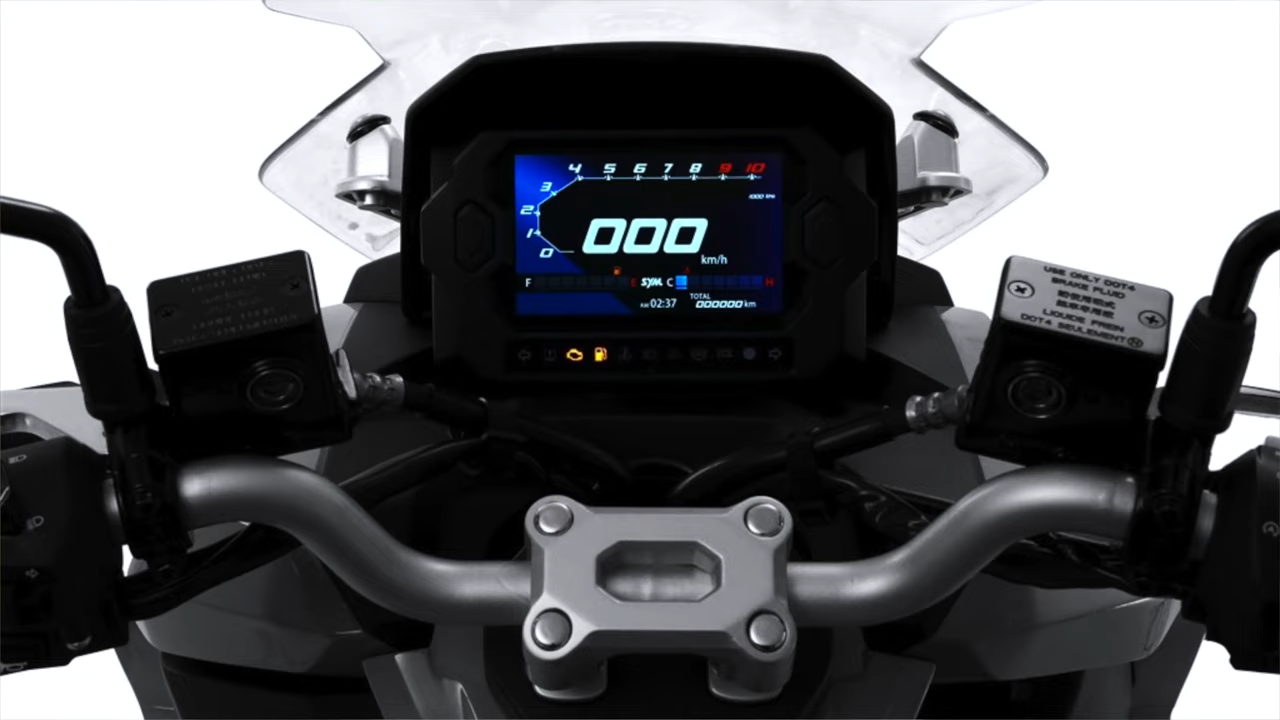 4 5 6 7 8 9 10
3
2
1
0
1000 RPM
000
km/h
F E SYM C H
AM 02:37
TOTAL
000000 km
USE ONLY DOT4
BRAKE FLUID
LIQUIDE FREIN
DOT4 SEULEMENT